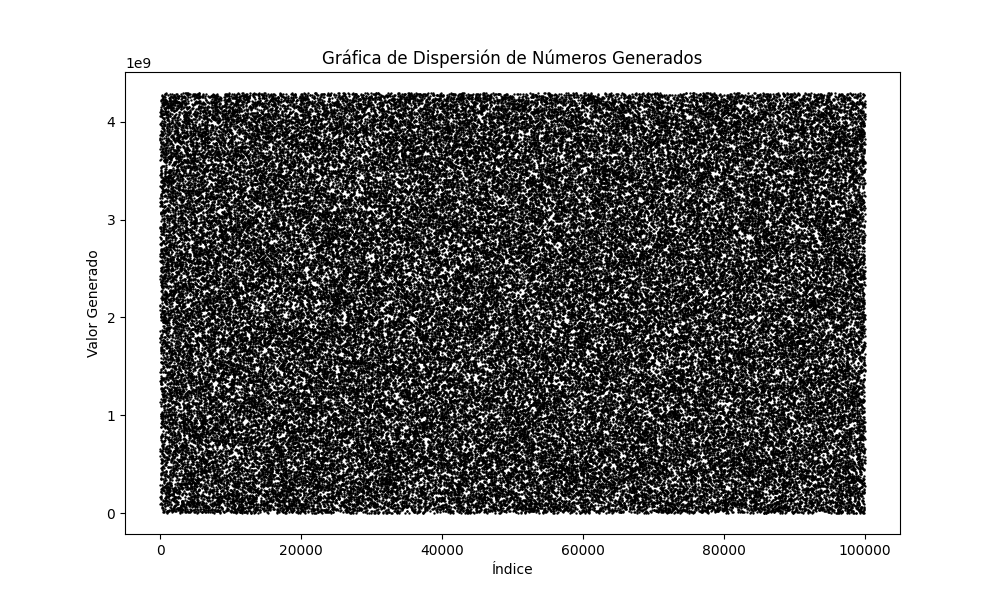 Gráfica de Dispersión de Números Generados
1e9
4
3
2
1
0
Valor Generado
0 20000 40000 60000 80000 100000
Índice